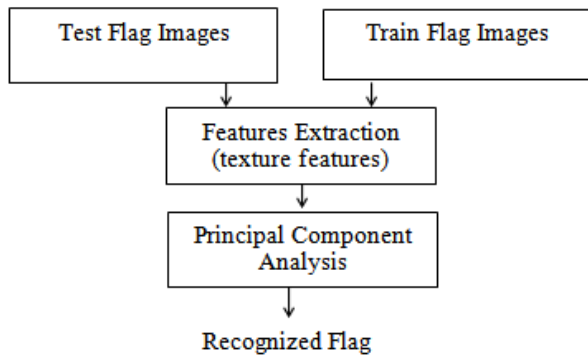 Test Flag Images
Train Flag Images
Features Extraction
(texture features)
Principal Component
Analysis
Recognized Flag